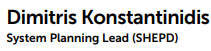 Dimitris Konstantinidis
System Planning Lead (SHEPD)